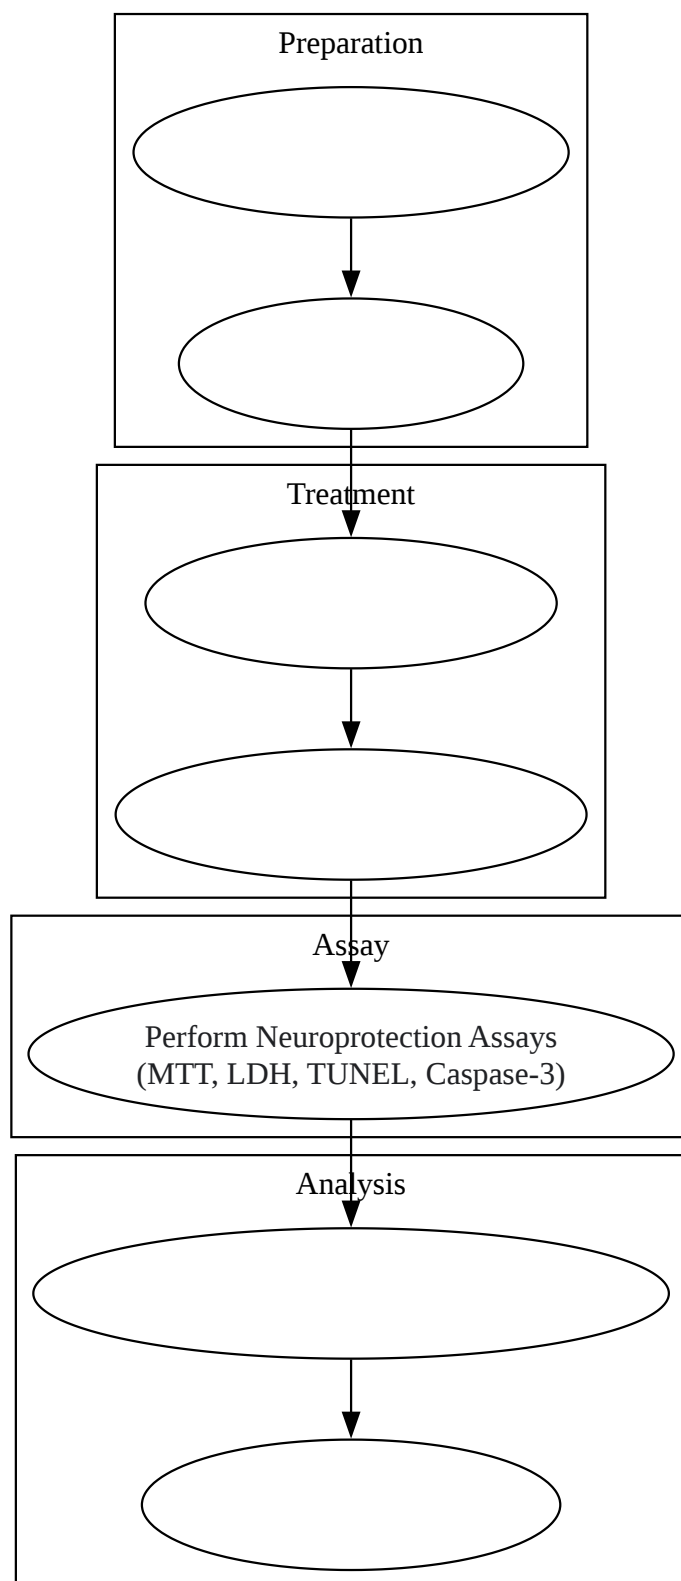 Preparation
Treatment
Assay
Perform Neuroprotection Assays
(MTT, LDH, TUNEL, Caspase-3)
Analysis